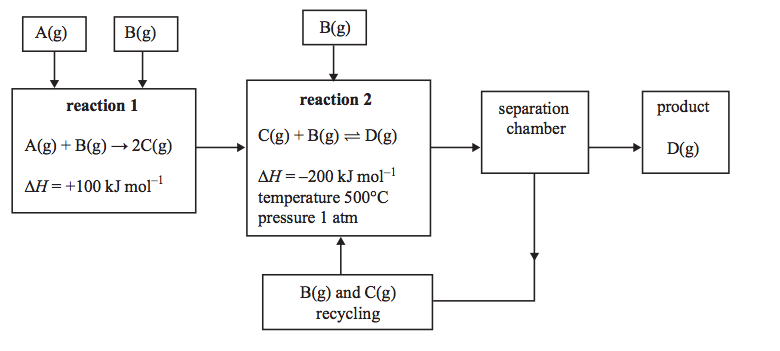 A(g)
B(g)
B(g)
reaction 1
A(g) + B(g) → 2C(g)
ΔH = +100 kJ mol⁻¹
reaction 2
C(g) + B(g) ⇌ D(g)
ΔH = –200 kJ mol⁻¹
temperature 500°C
pressure 1 atm
separation
chamber
product
D(g)
B(g) and C(g)
recycling